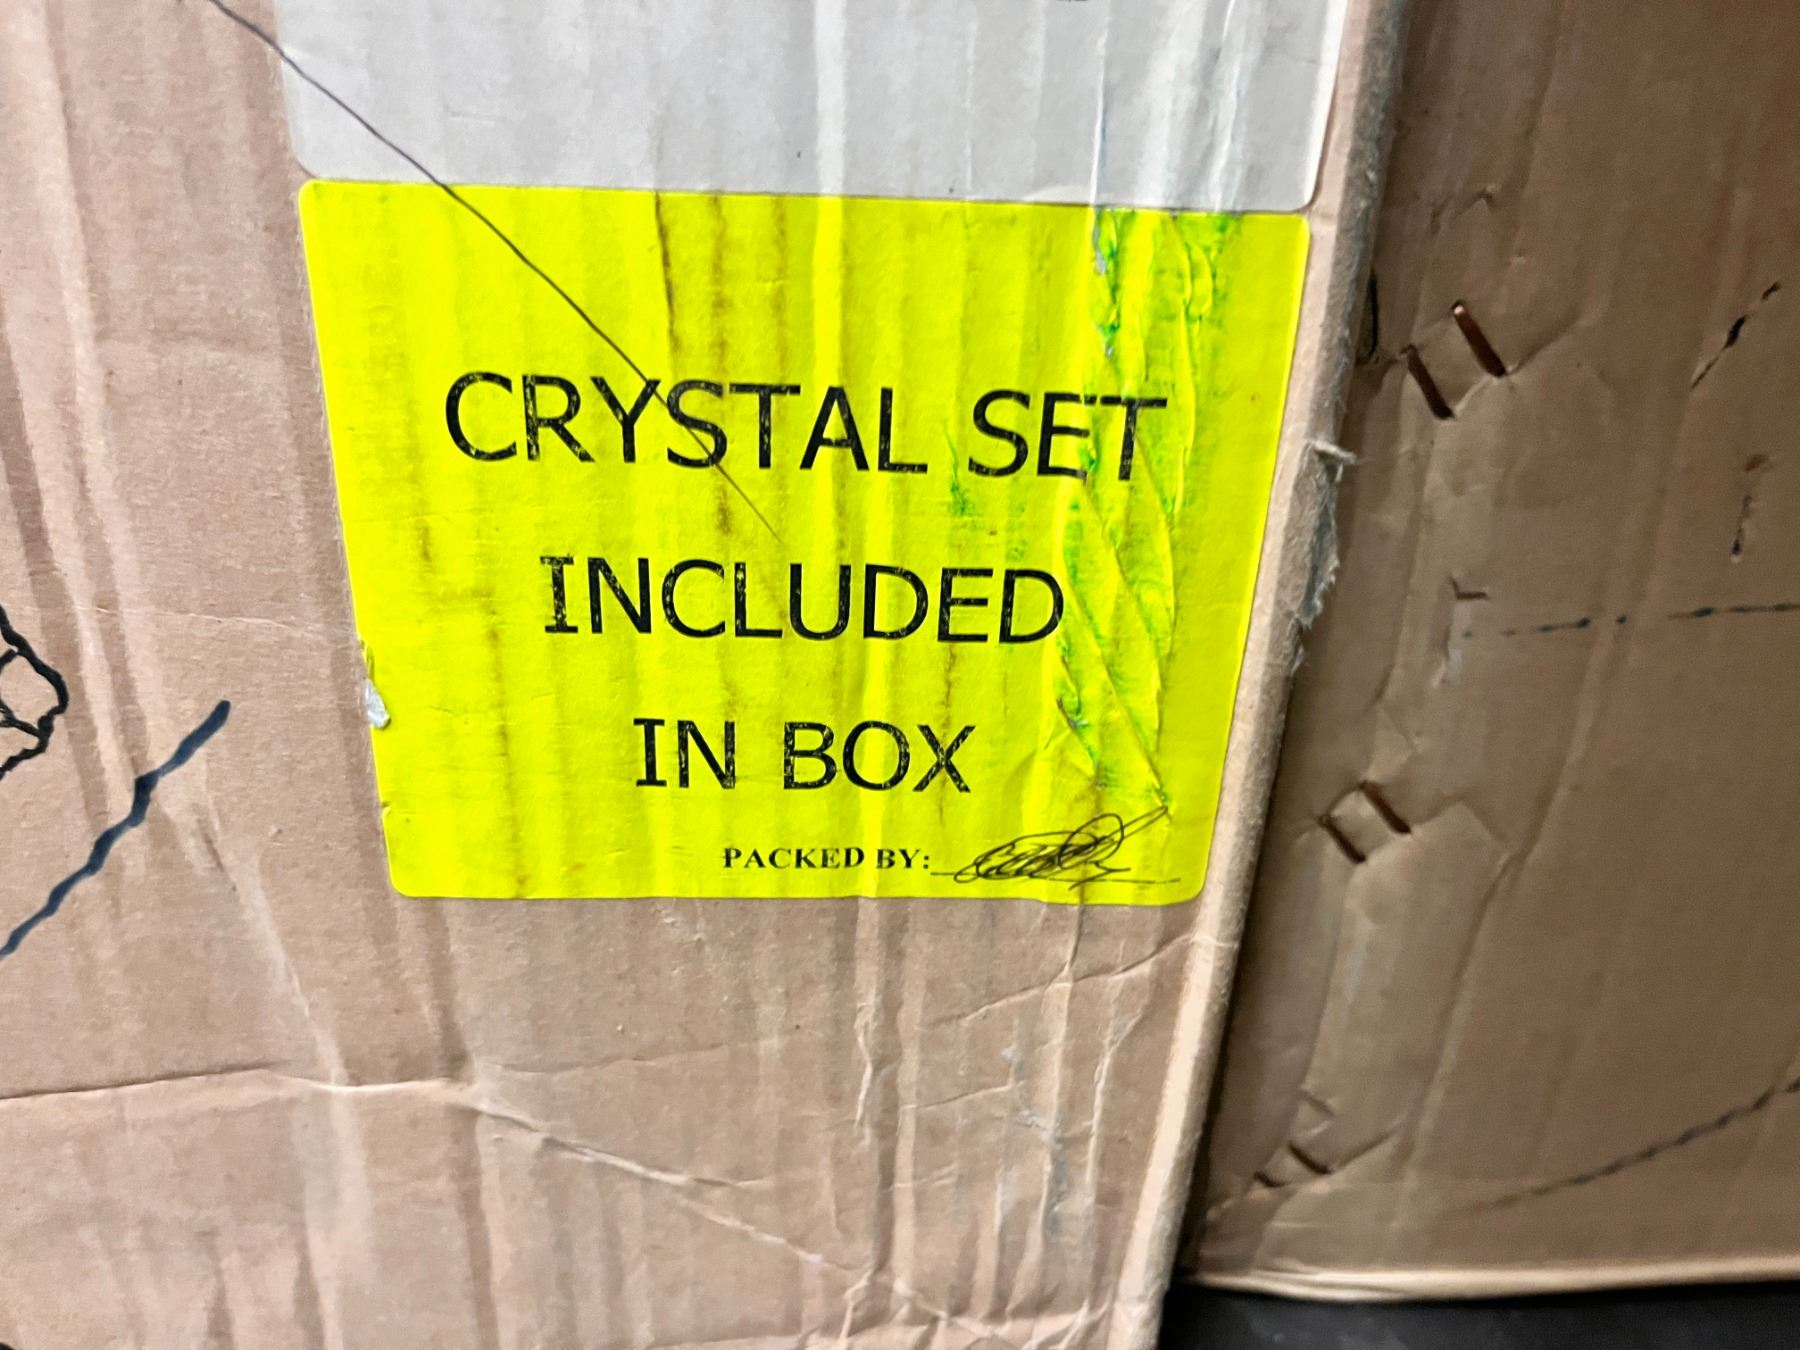 CRYSTAL SET
INCLUDED
IN BOX
PACKED BY: